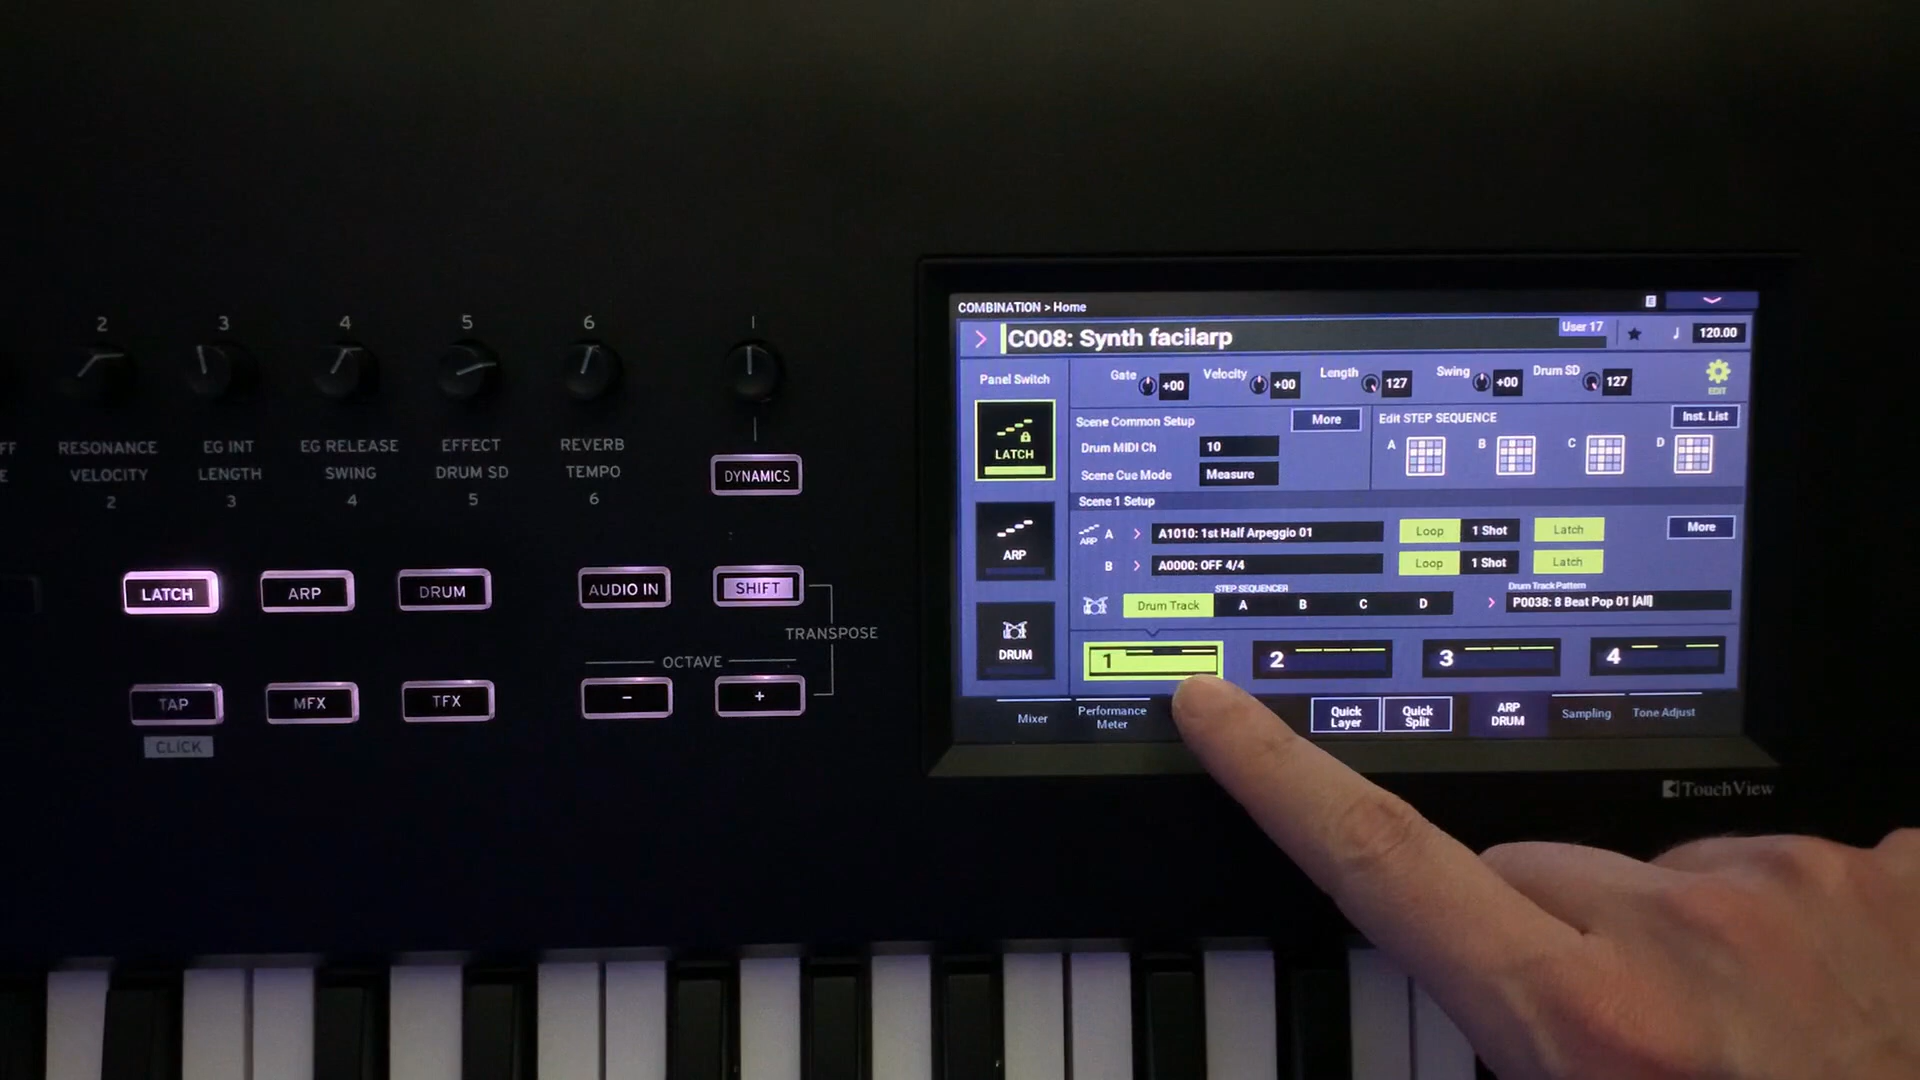 2 3 4 5 6 I
FF RESONANCE EG INT EG RELEASE EFFECT REVERB
E VELOCITY LENGTH SWING DRUM SD TEMPO
2 3 4 5 6
DYNAMICS
LATCH ARP DRUM AUDIO IN SHIFT
TRANSPOSE
OCTAVE
TAP MFX TFX - +
CLICK
COMBINATION > Home
C008: Synth facilarp User 17 120.00
Panel Switch
LATCH
ARP
DRUM
Gate +00 Velocity +00 Length 127 Swing +00 Drum SD 127
EDIT
Scene Common Setup More
Drum MIDI Ch 10
Scene Cue Mode Measure
Edit STEP SEQUENCE Inst. List
A B C D
Scene 1 Setup
ARP A > A1010: 1st Half Arpeggio 01 Loop 1 Shot Latch More
B > A0000: OFF 4/4 Loop 1 Shot Latch
STEP SEQUENCER Drum Track Pattern
Drum Track A B C D > P0038: 8 Beat Pop 01 [All]
1 2 3 4
Mixer Performance Meter Quick Layer Quick Split ARP DRUM Sampling Tone Adjust
TouchView